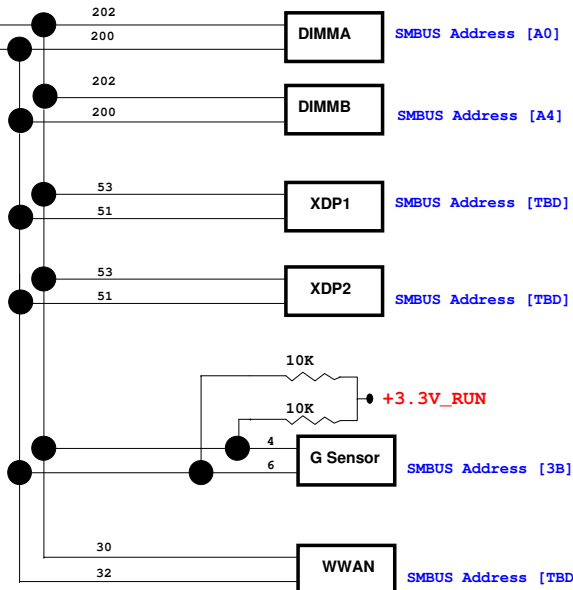 202
DIMMA
SMBUS Address [A0]
200
202
DIMMB
200
SMBUS Address [A4]
53
XDP1
SMBUS Address [TBD]
51
53
XDP2
51
SMBUS Address [TBD]
10K
+3.3V_RUN
10K
4
G Sensor
6
SMBUS Address [3B]
30
WWAN
32
SMBUS Address [TBD